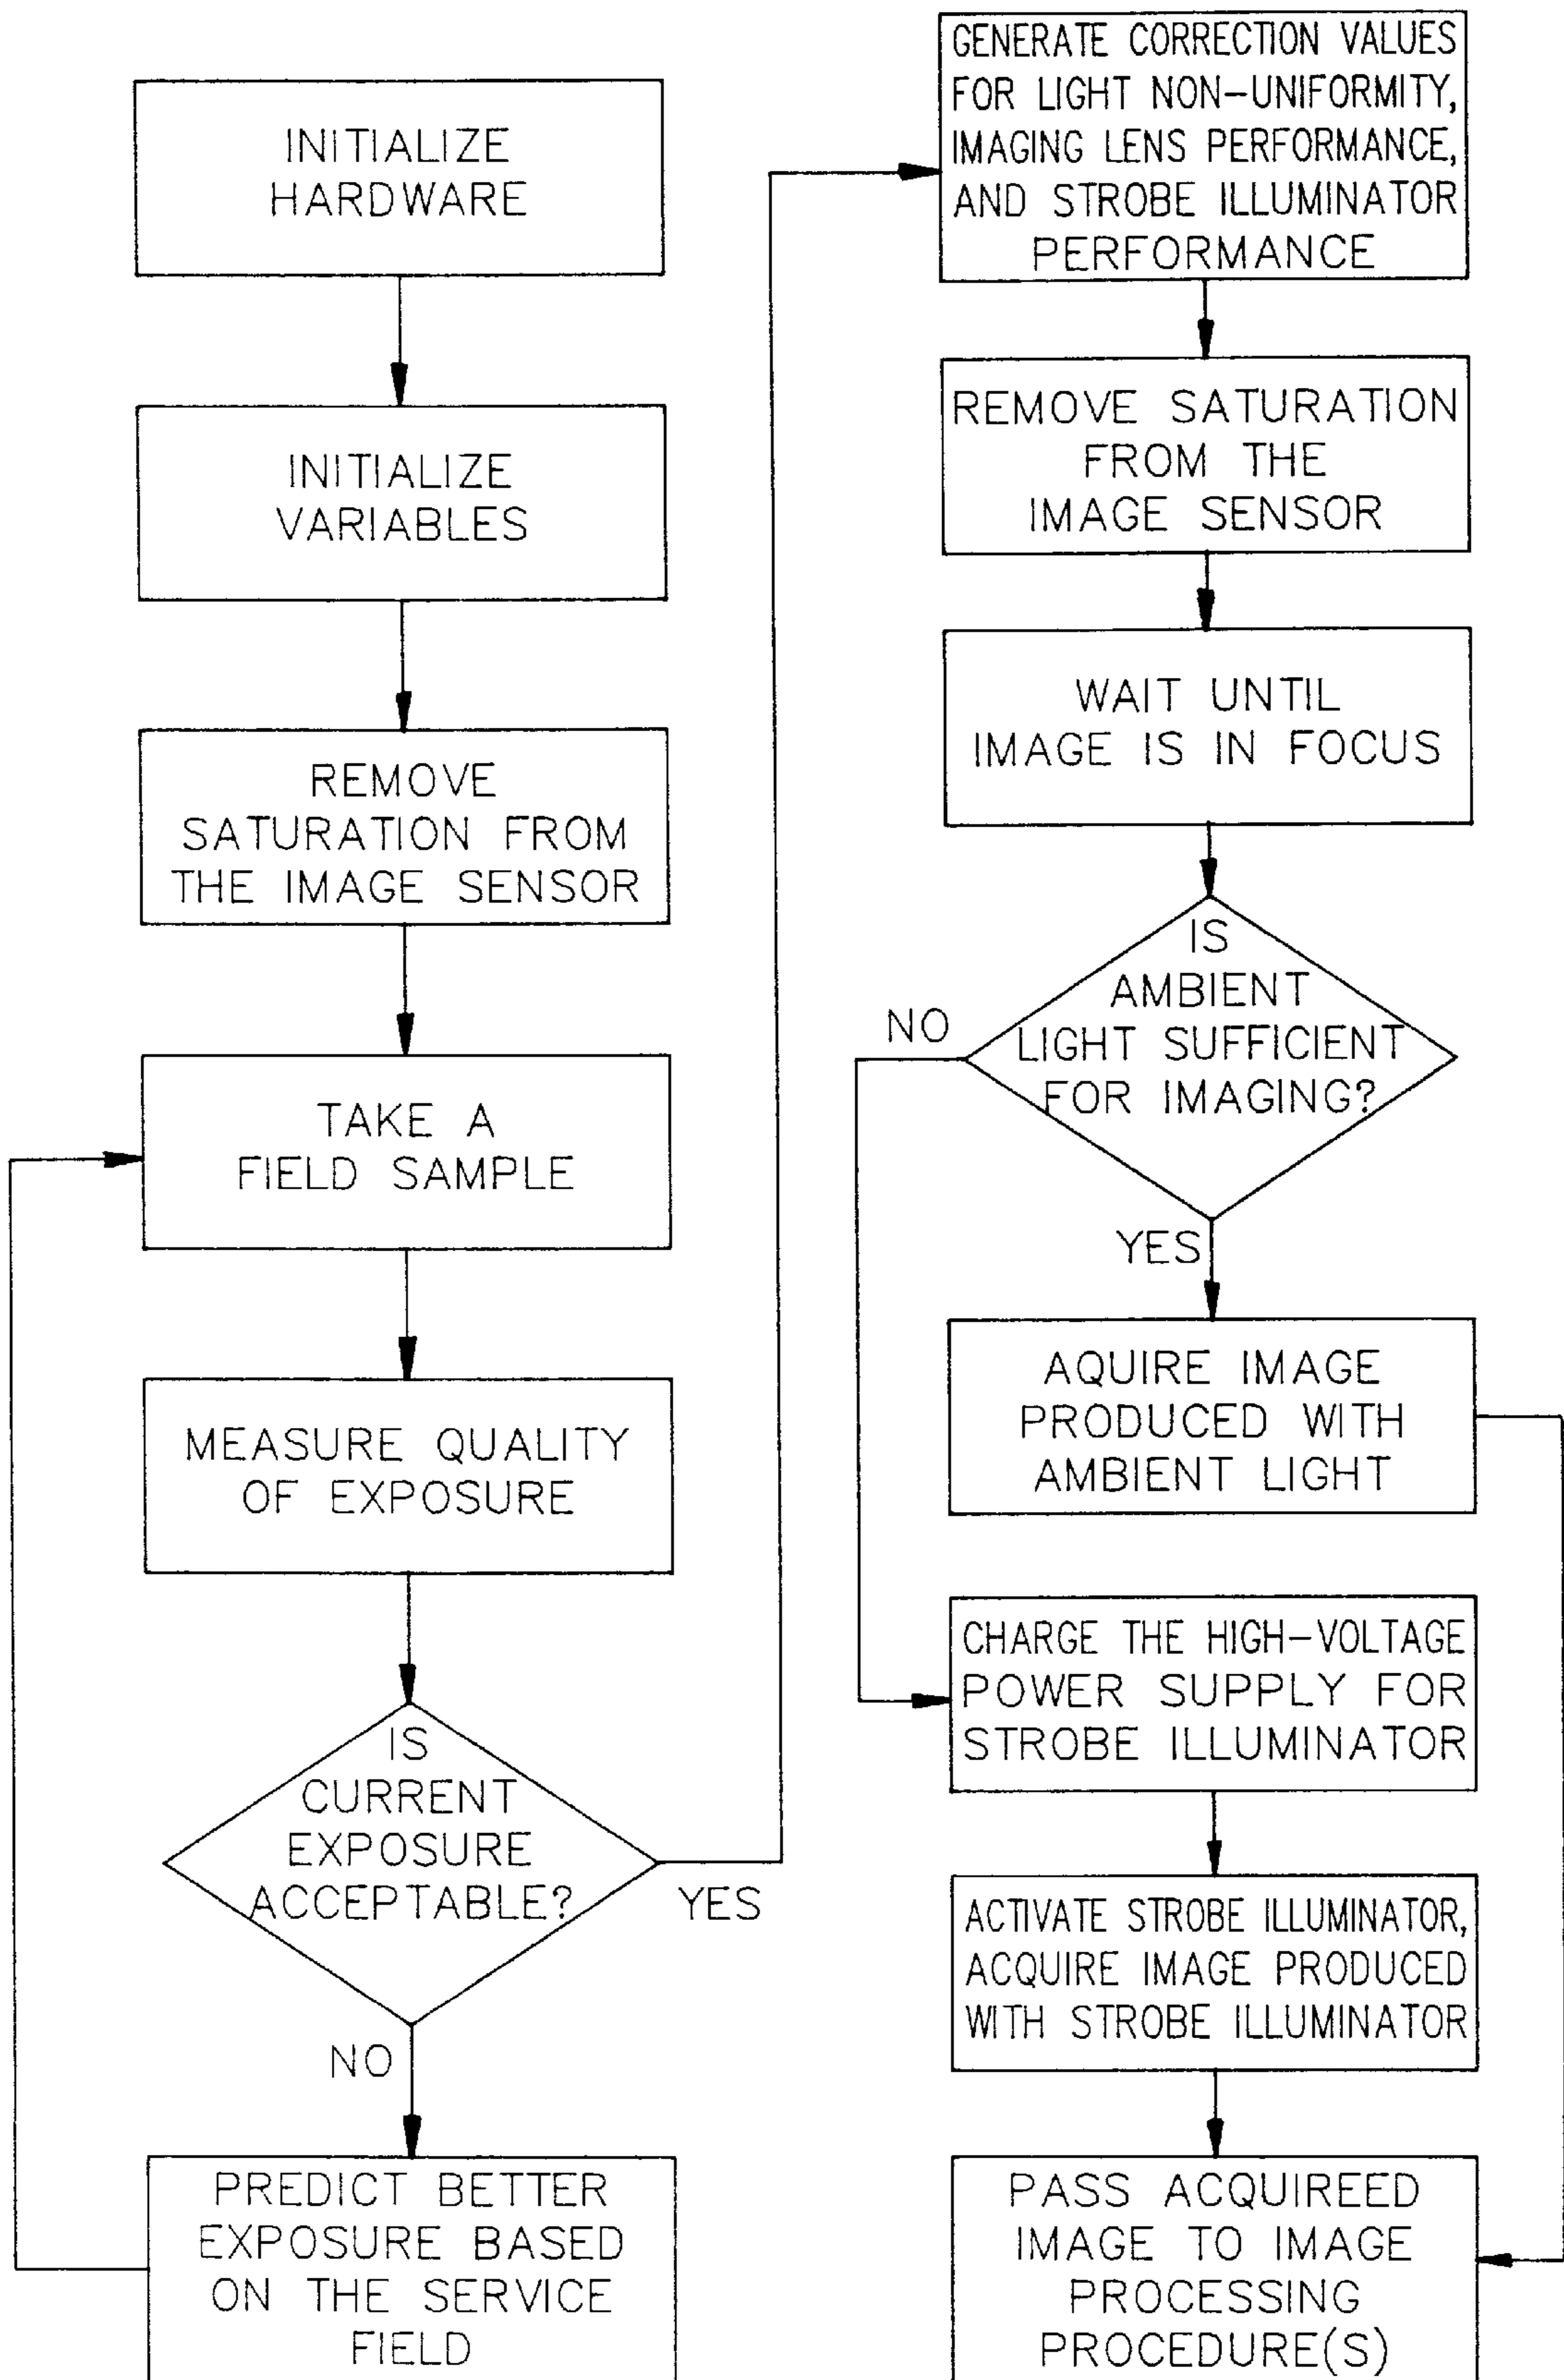 INITIALIZE
HARDWARE
INITIALIZE
VARIABLES
REMOVE
SATURATION FROM
THE IMAGE SENSOR
TAKE A
FIELD SAMPLE
MEASURE QUALITY
OF EXPOSURE
IS
CURRENT
EXPOSURE
ACCEPTABLE?
YES
NO
PREDICT BETTER
EXPOSURE BASED
ON THE SERVICE
FIELD
GENERATE CORRECTION VALUES
FOR LIGHT NON-UNIFORMITY,
IMAGING LENS PERFORMANCE,
AND STROBE ILLUMINATOR
PERFORMANCE
REMOVE SATURATION
FROM THE
IMAGE SENSOR
WAIT UNTIL
IMAGE IS IN FOCUS
IS
AMBIENT
LIGHT SUFFICIENT
FOR IMAGING?
NO
YES
AQUIRE IMAGE
PRODUCED WITH
AMBIENT LIGHT
CHARGE THE HIGH-VOLTAGE
POWER SUPPLY FOR
STROBE ILLUMINATOR
ACTIVATE STROBE ILLUMINATOR,
ACQUIRE IMAGE PRODUCED
WITH STROBE ILLUMINATOR
PASS ACQUIREED
IMAGE TO IMAGE
PROCESSING
PROCEDURE(S)